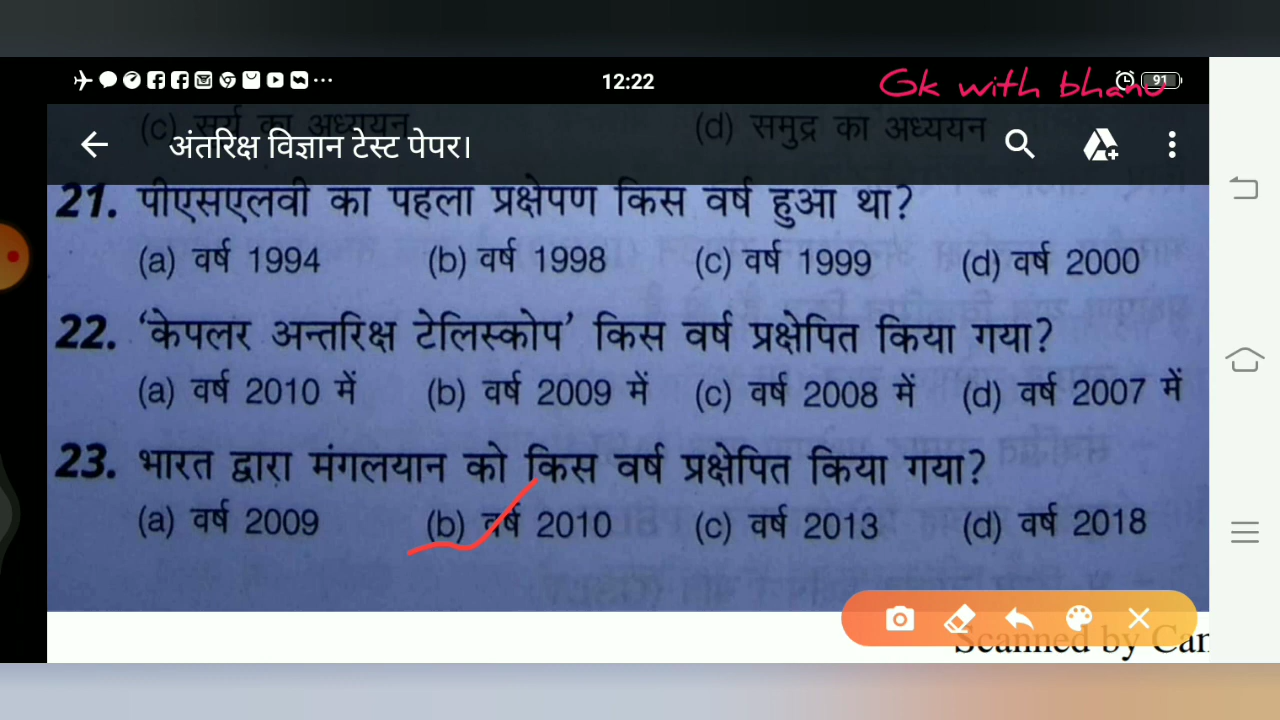 12:22
91
Gk with bhanu
(c) सूर्य का अध्ययन (d) समुद्र का अध्ययन
अंतरिक्ष विज्ञान टेस्ट पेपर।
21. पीएसएलवी का पहला प्रक्षेपण किस वर्ष हुआ था?
(a) वर्ष 1994 (b) वर्ष 1998 (c) वर्ष 1999 (d) वर्ष 2000
22. ‘केपलर अन्तरिक्ष टेलिस्कोप’ किस वर्ष प्रक्षेपित किया गया?
(a) वर्ष 2010 में (b) वर्ष 2009 में (c) वर्ष 2008 में (d) वर्ष 2007 में
23. भारत द्वारा मंगलयान को किस वर्ष प्रक्षेपित किया गया?
(a) वर्ष 2009 (b) वर्ष 2010 (c) वर्ष 2013 (d) वर्ष 2018
Scanned by Can